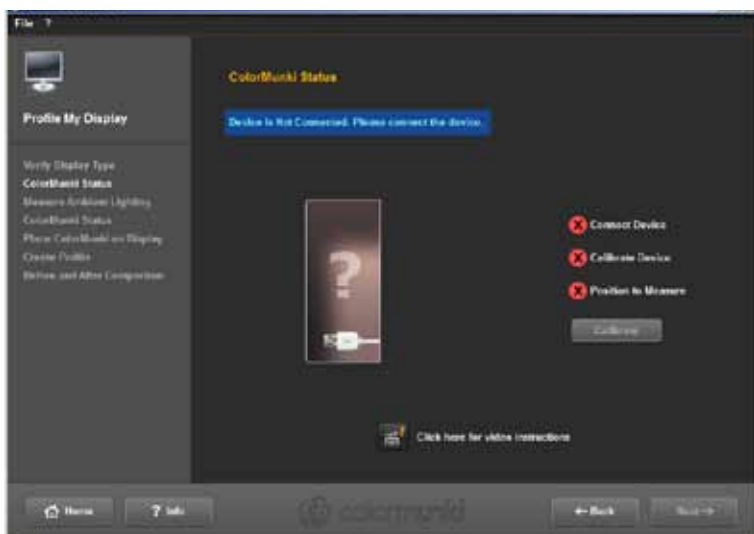 File ?
Profile My Display
Verify Display Type
ColorMunki Status
Measure Ambient Lighting
ColorMunki Status
Place ColorMunki on Display
Create Profile
Before and After Comparison
ColorMunki Status
Device Is Not Connected. Please connect the device.
?
Connect Device
Calibrate Device
Position to Measure
Calibrate
Click here for video instructions
Home
? Info
colormunki
← Back
Next →